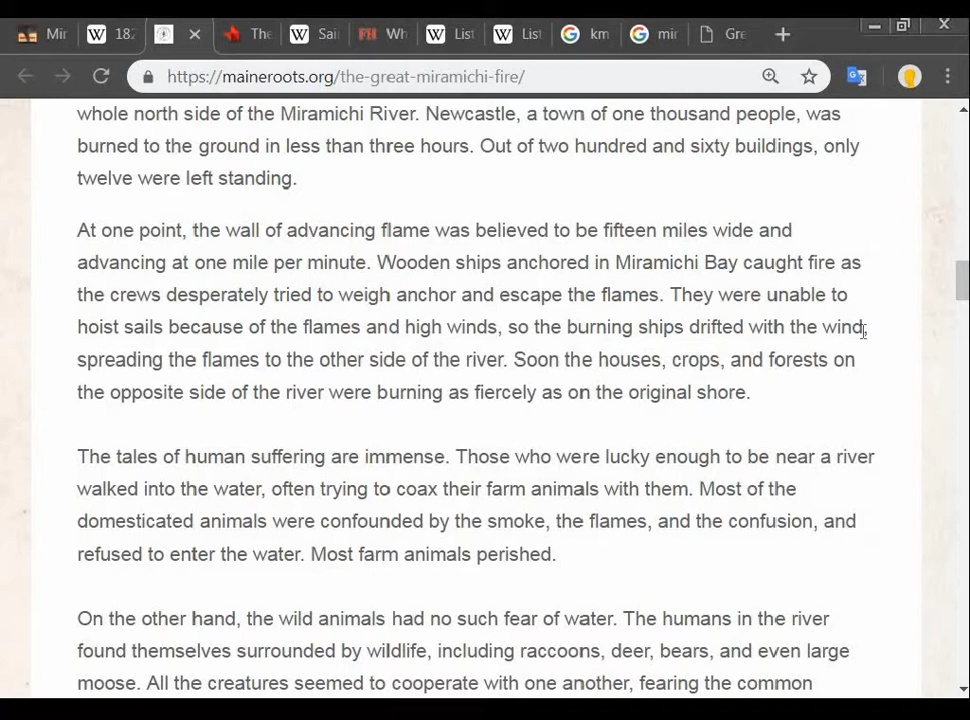 Mir
182
The
Sai
FH Wh
List
List
km
mir
Gre
https://maineroots.org/the-great-miramichi-fire/
whole north side of the Miramichi River. Newcastle, a town of one thousand people, was
burned to the ground in less than three hours. Out of two hundred and sixty buildings, only
twelve were left standing.
At one point, the wall of advancing flame was believed to be fifteen miles wide and
advancing at one mile per minute. Wooden ships anchored in Miramichi Bay caught fire as
the crews desperately tried to weigh anchor and escape the flames. They were unable to
hoist sails because of the flames and high winds, so the burning ships drifted with the wind,
spreading the flames to the other side of the river. Soon the houses, crops, and forests on
the opposite side of the river were burning as fiercely as on the original shore.
The tales of human suffering are immense. Those who were lucky enough to be near a river
walked into the water, often trying to coax their farm animals with them. Most of the
domesticated animals were confounded by the smoke, the flames, and the confusion, and
refused to enter the water. Most farm animals perished.
On the other hand, the wild animals had no such fear of water. The humans in the river
found themselves surrounded by wildlife, including raccoons, deer, bears, and even large
moose. All the creatures seemed to cooperate with one another, fearing the common